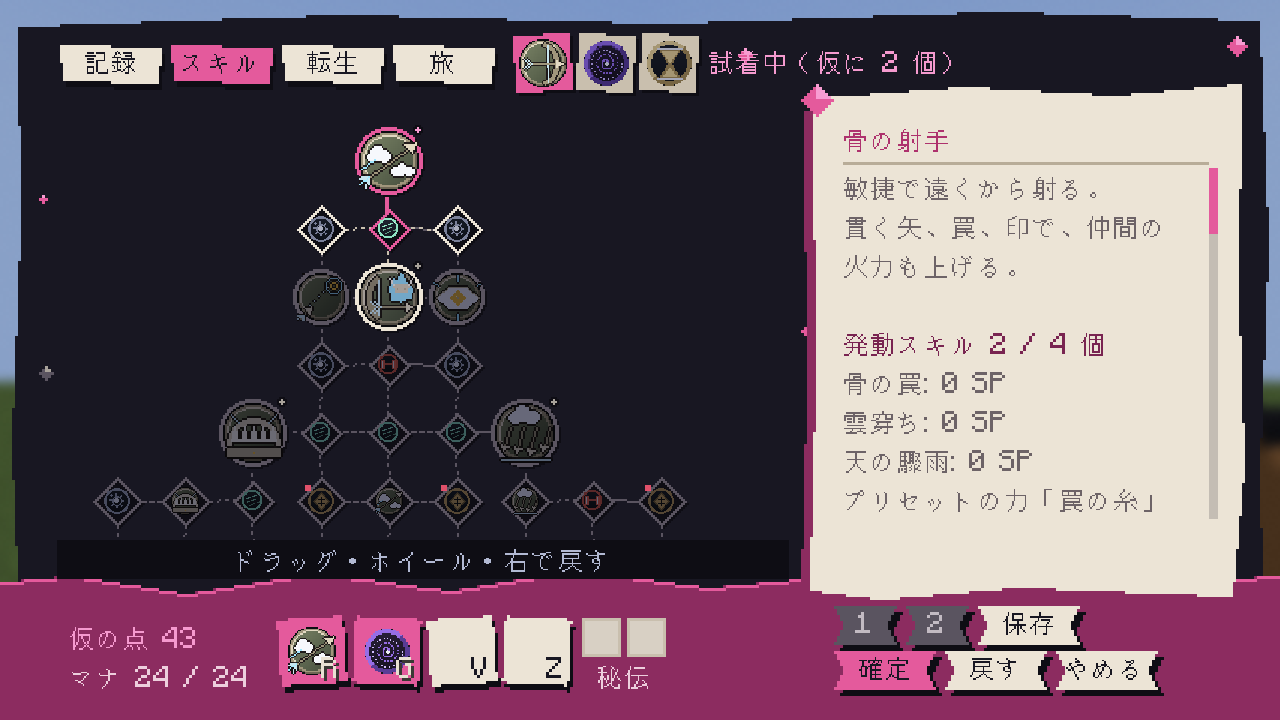 記録
スキル
転生
旅
試着中(仮に 2 個)
骨の射手
敏捷で遠くから射る。
貫く矢、罠、印で、仲間の
火力も上げる。
発動スキル 2 / 4 個
骨の罠: 0 SP
雲穿ち: 0 SP
天の驟雨: 0 SP
プリセットの力「罠の糸」
ドラッグ・ホイール・右で戻す
仮の点 43
マナ 24 / 24
R
G
V
Z
秘伝
1
2
保存
確定
戻す
やめる